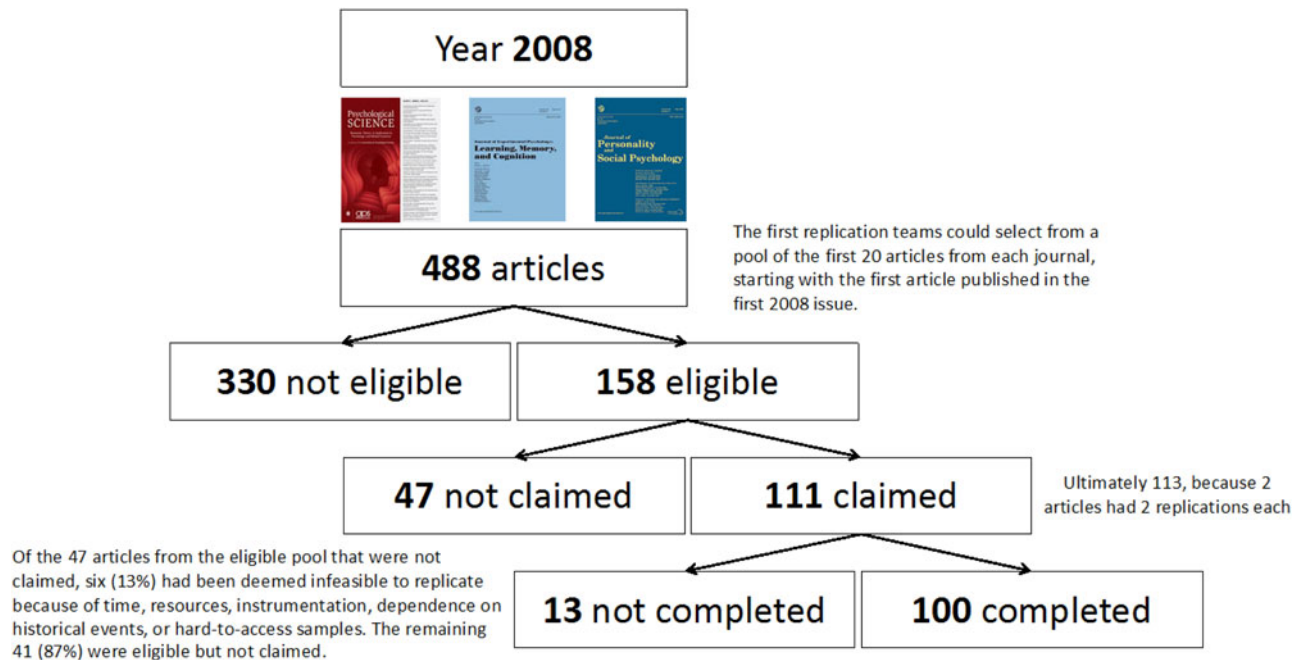 Year 2008
Psychological
SCIENCE
Journal of Experimental Psychology:
Learning, Memory,
and Cognition
Journal of
Personality
and
Social Psychology
488 articles
The first replication teams could select from a
pool of the first 20 articles from each journal,
starting with the first article published in the
first 2008 issue.
330 not eligible
158 eligible
47 not claimed
111 claimed
Ultimately 113, because 2
articles had 2 replications each
Of the 47 articles from the eligible pool that were not
claimed, six (13%) had been deemed infeasible to replicate
because of time, resources, instrumentation, dependence on
historical events, or hard-to-access samples. The remaining
41 (87%) were eligible but not claimed.
13 not completed
100 completed